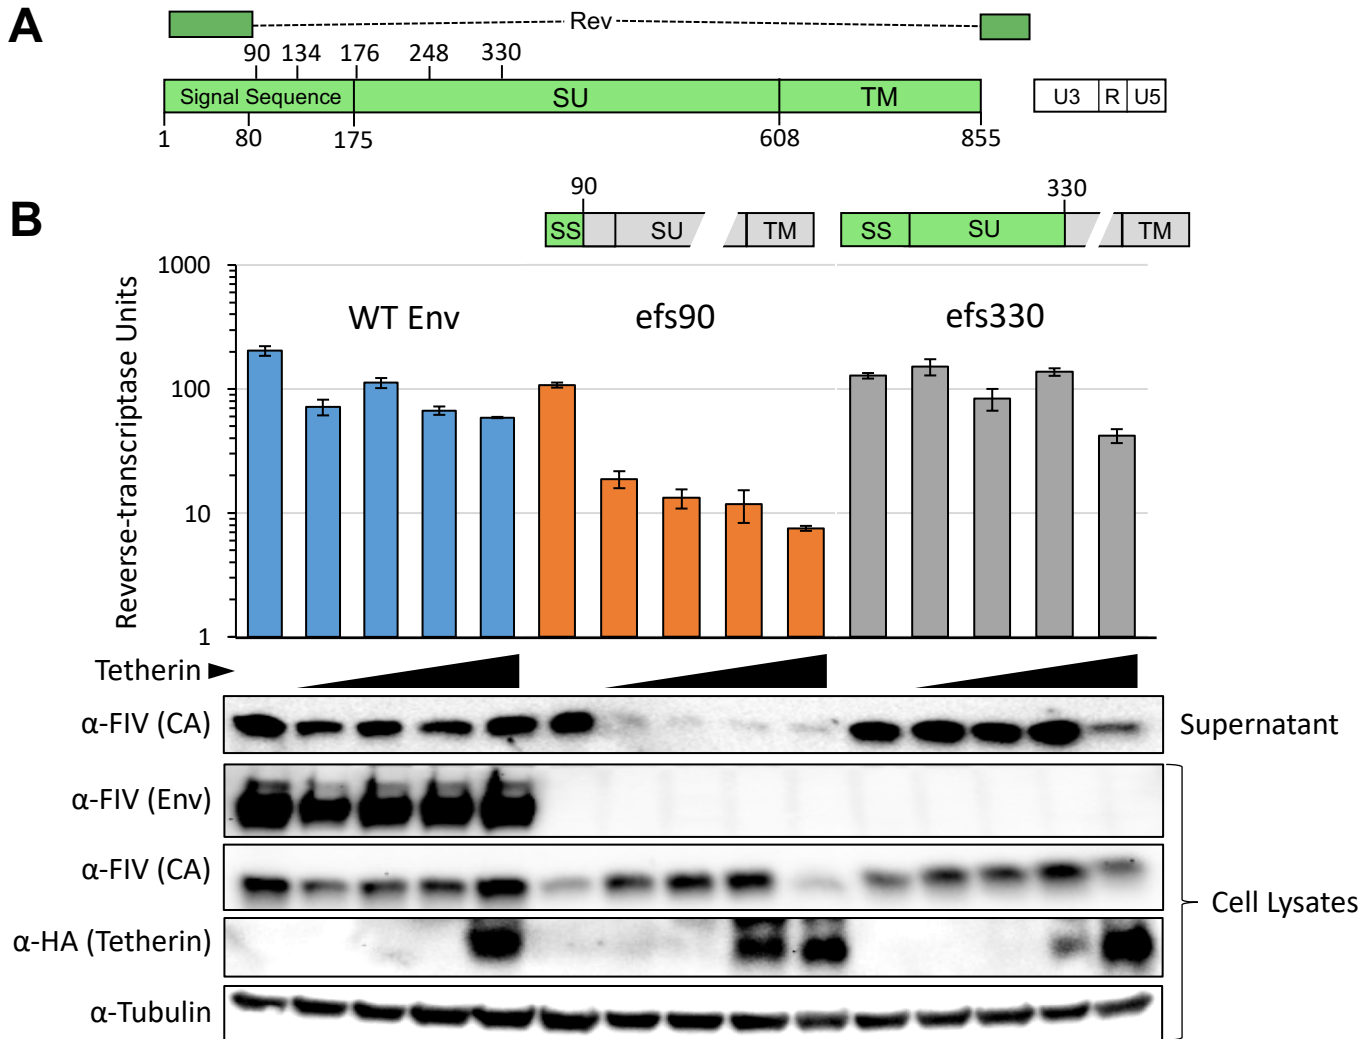 A
Rev
90 134 176 248 330
Signal Sequence SU TM U3 R U5
1 80 175 608 855
B
90 330
SS SU TM SS SU TM
1000
WT Env efs90 efs330
100
10
1
Reverse-transcriptase Units
Tetherin
α-FIV (CA) Supernatant
α-FIV (Env)
α-FIV (CA)
Cell Lysates
α-HA (Tetherin)
α-Tubulin